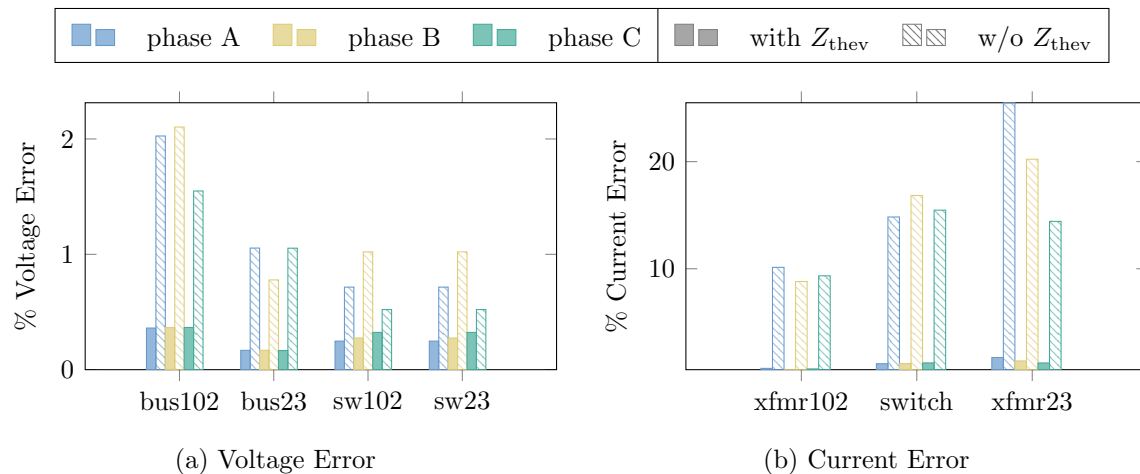 phase A phase B phase C with Z_thev w/o Z_thev
% Voltage Error
2
1
0
bus102 bus23 sw102 sw23
(a) Voltage Error
% Current Error
20
10
xfmr102 switch xfmr23
(b) Current Error